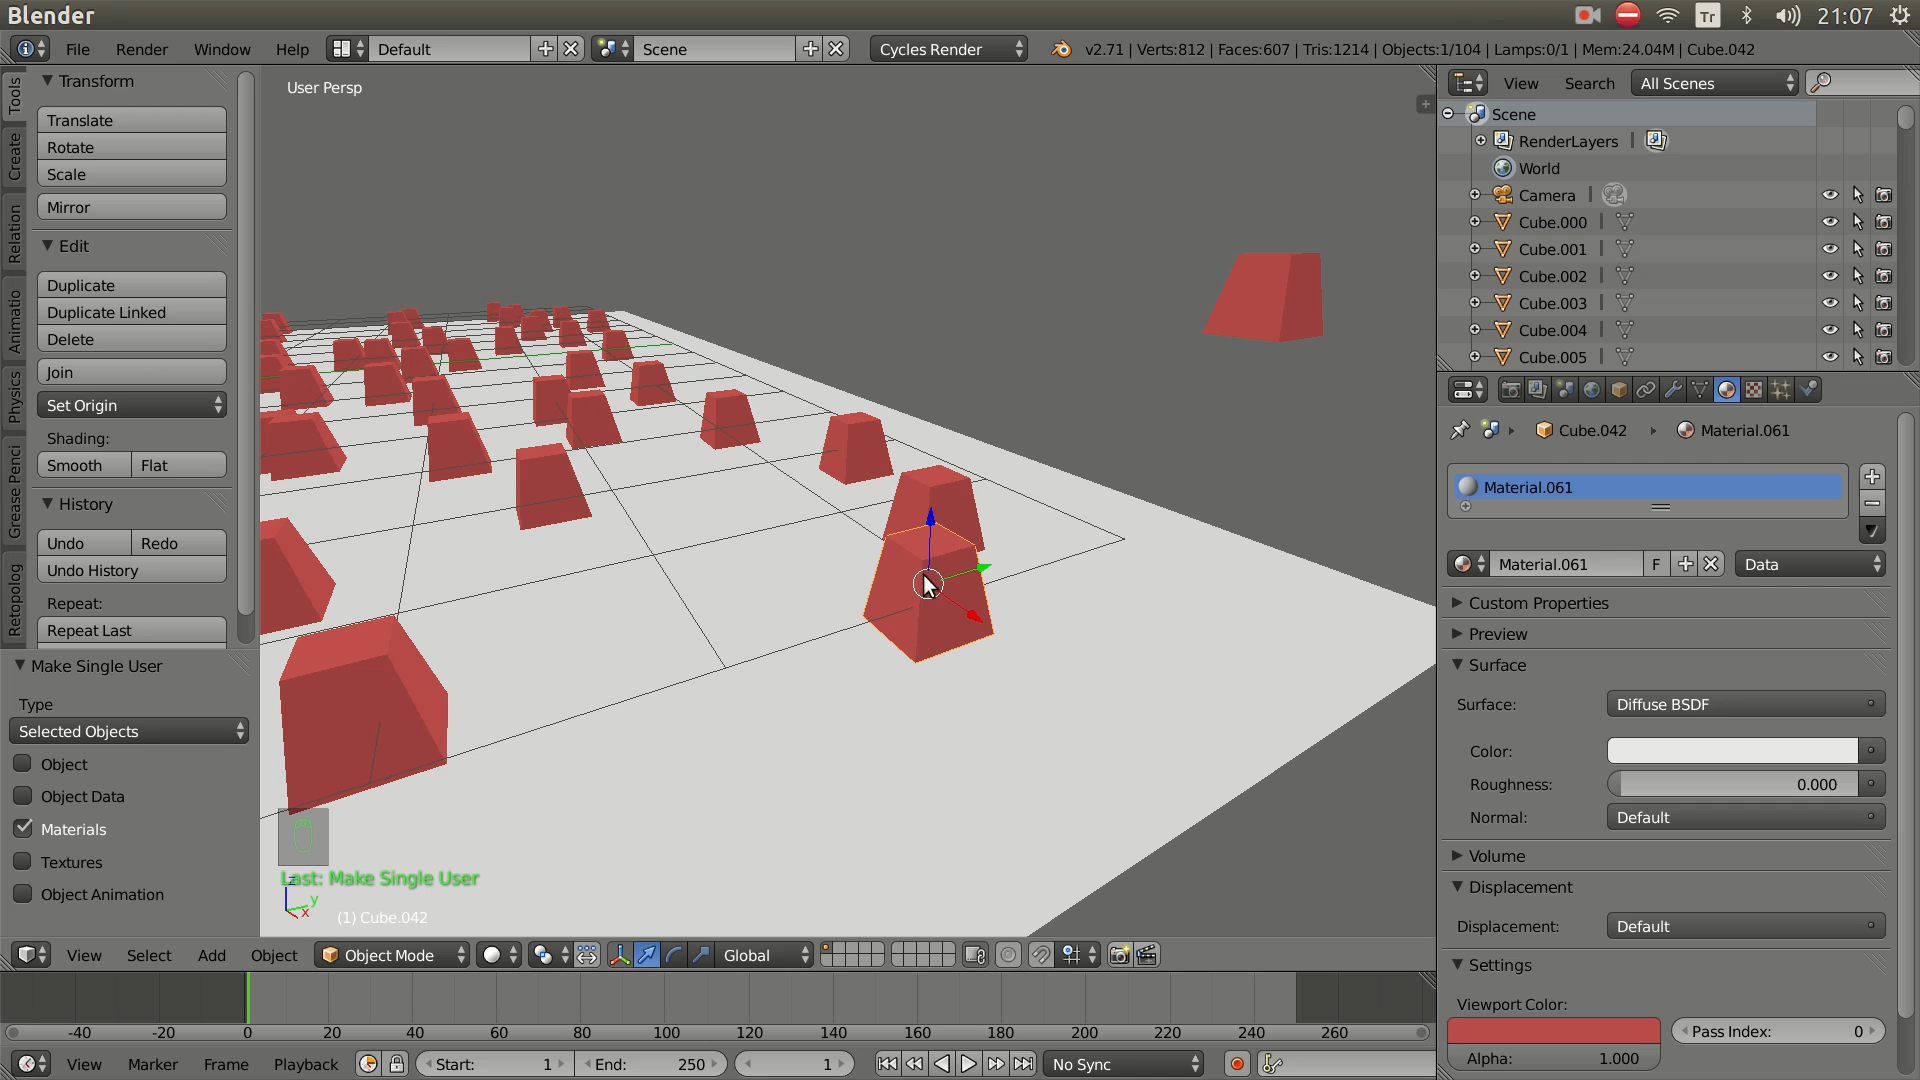 Blender
Tr
21:07
File Render Window Help
Default
Scene
Cycles Render
v2.71 | Verts:812 | Faces:607 | Tris:1214 | Objects:1/104 | Lamps:0/1 | Mem:24.04M | Cube.042
Tools
Create
Relation
Animatio
Physics
Grease Penci
Retopolog
Transform
Translate
Rotate
Scale
Mirror
Edit
Duplicate
Duplicate Linked
Delete
Join
Set Origin
Shading:
Smooth Flat
History
Undo Redo
Undo History
Repeat:
Repeat Last
Make Single User
Type
Selected Objects
Object
Object Data
Materials
Textures
Object Animation
User Persp
Last: Make Single User
z
y
x
(1) Cube.042
View Select Add Object
Object Mode
Global
-40 -20 0 20 40 60 80 100 120 140 160 180 200 220 240 260
View Marker Frame Playback
Start: 1
End: 250
1
No Sync
View Search
All Scenes
Scene
RenderLayers
World
Camera
Cube.000
Cube.001
Cube.002
Cube.003
Cube.004
Cube.005
Cube.042
Material.061
Material.061
Material.061
F
Data
Custom Properties
Preview
Surface
Surface: Diffuse BSDF
Color:
Roughness: 0.000
Normal: Default
Volume
Displacement
Displacement: Default
Settings
Viewport Color:
Alpha: 1.000
Pass Index: 0